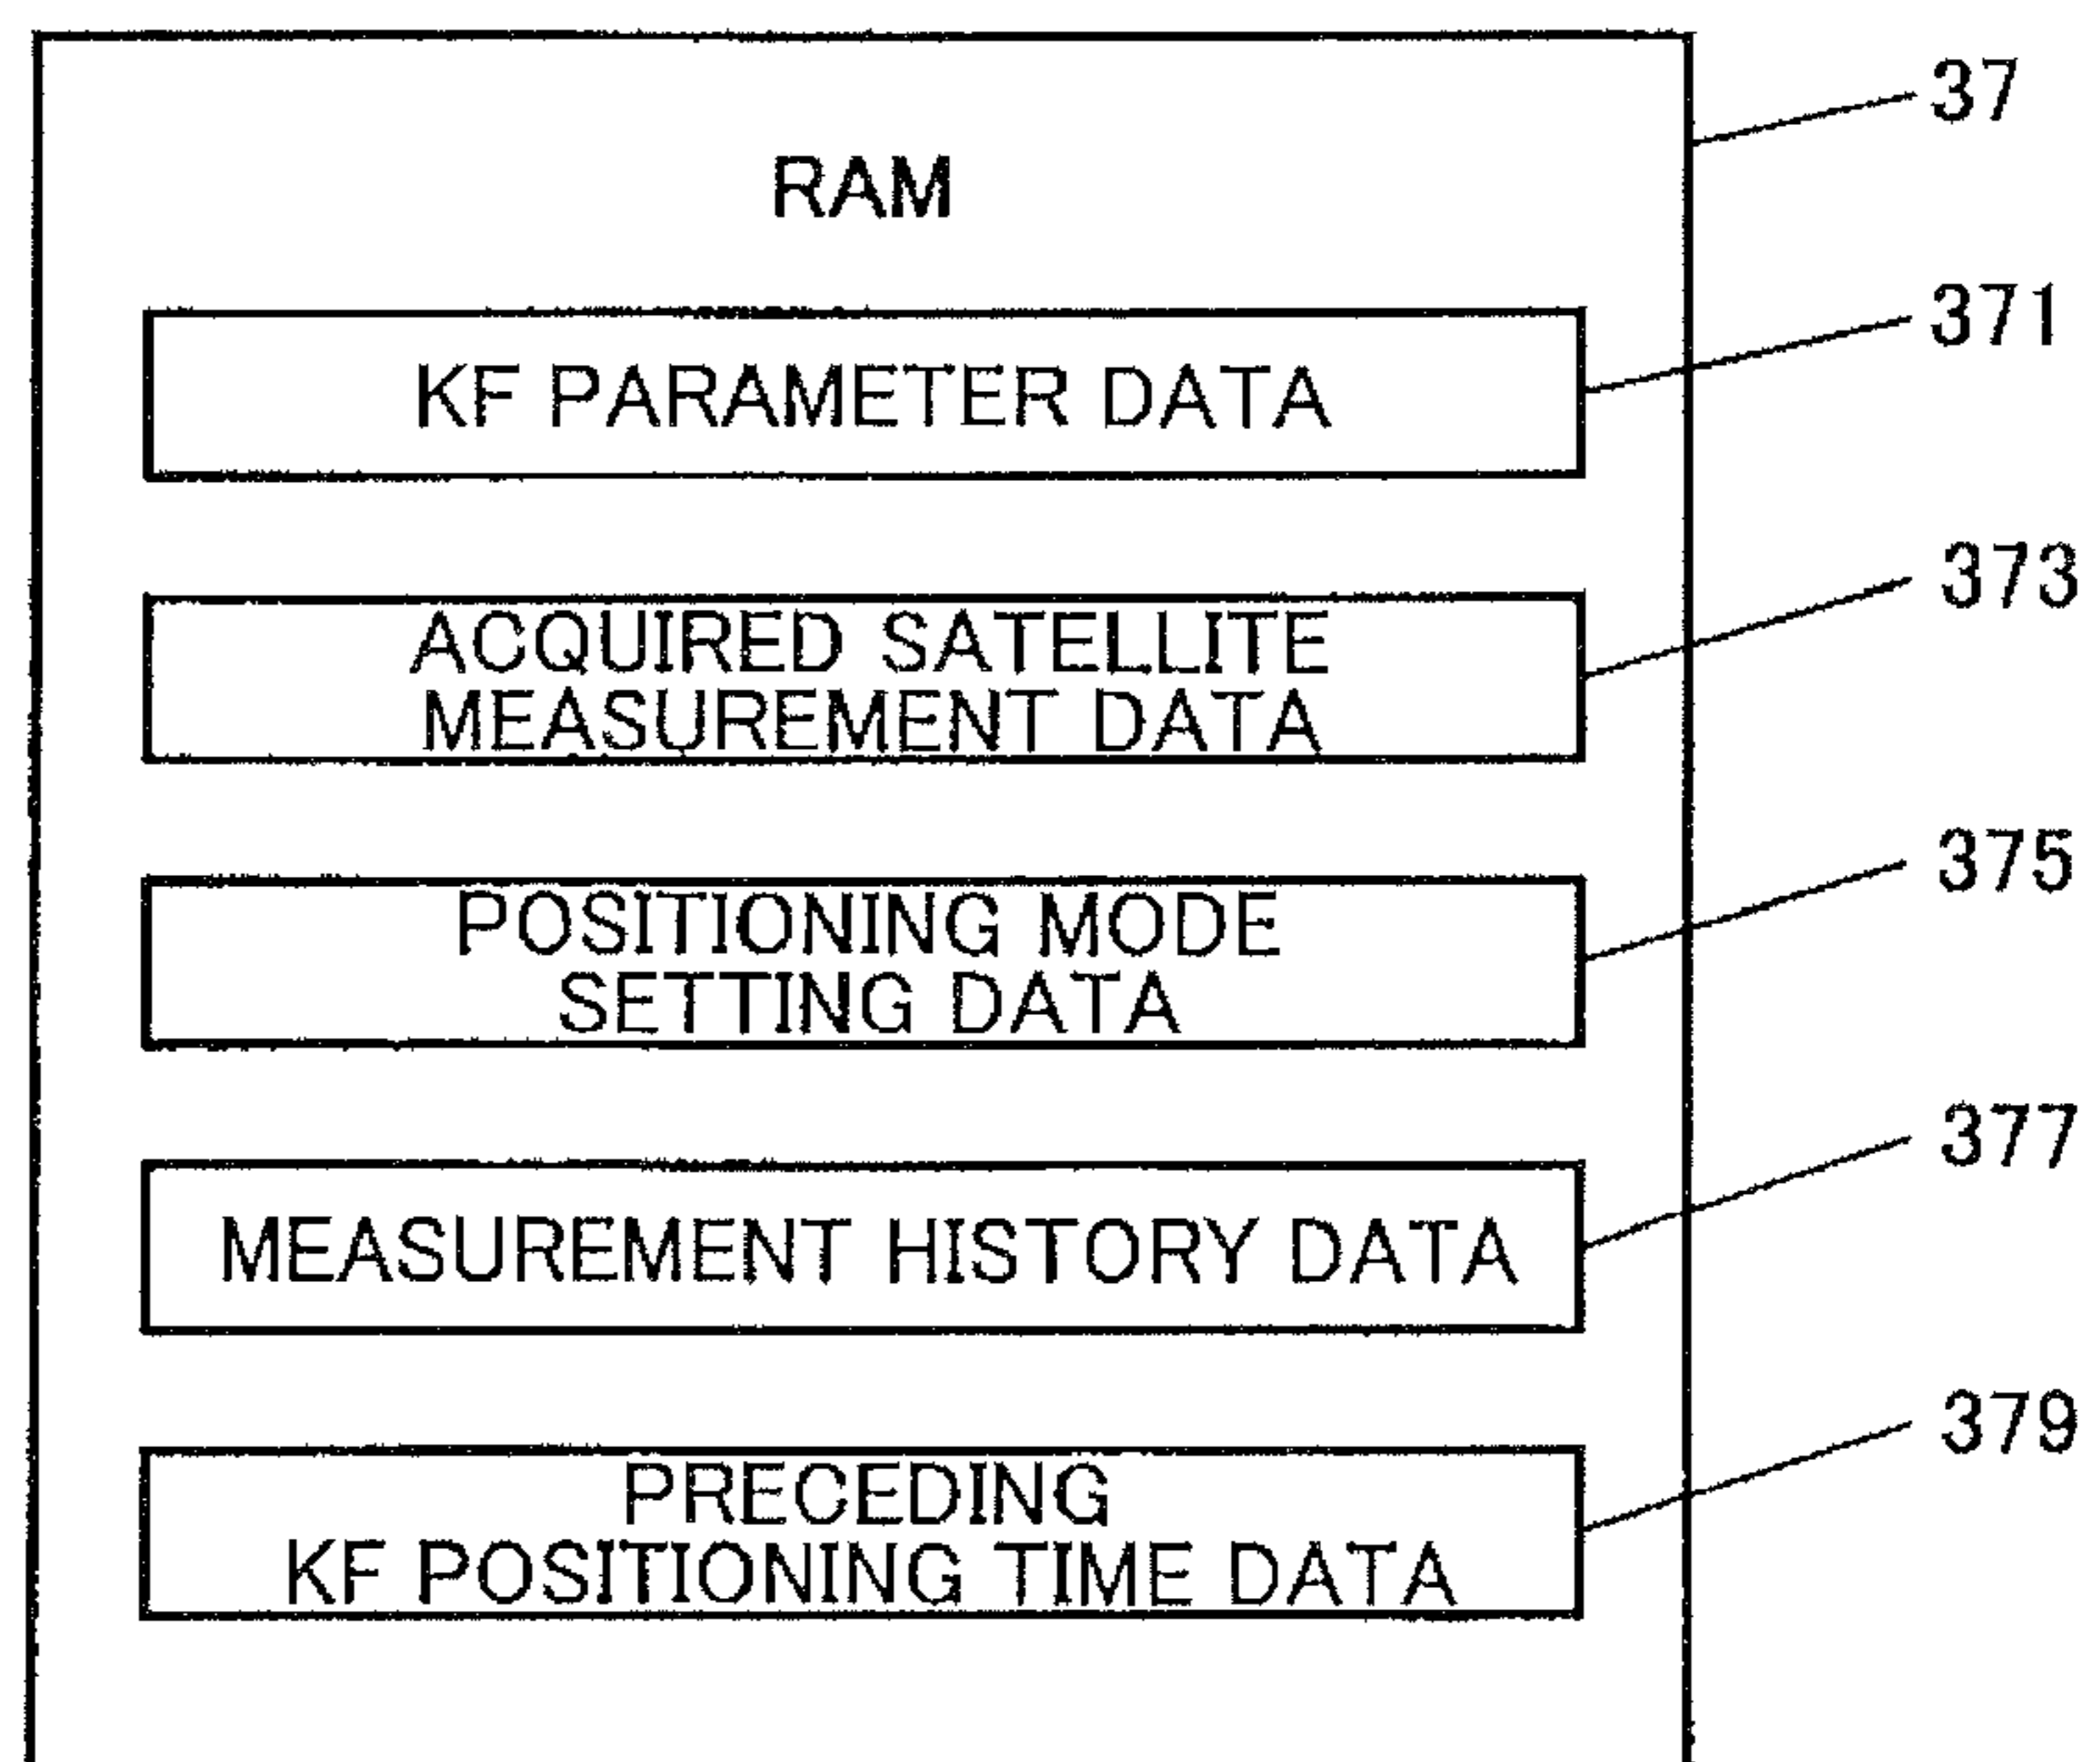 37
RAM
371
KF PARAMETER DATA
373
ACQUIRED SATELLITE
MEASUREMENT DATA
375
POSITIONING MODE
SETTING DATA
377
MEASUREMENT HISTORY DATA
379
PRECEDING
KF POSITIONING TIME DATA